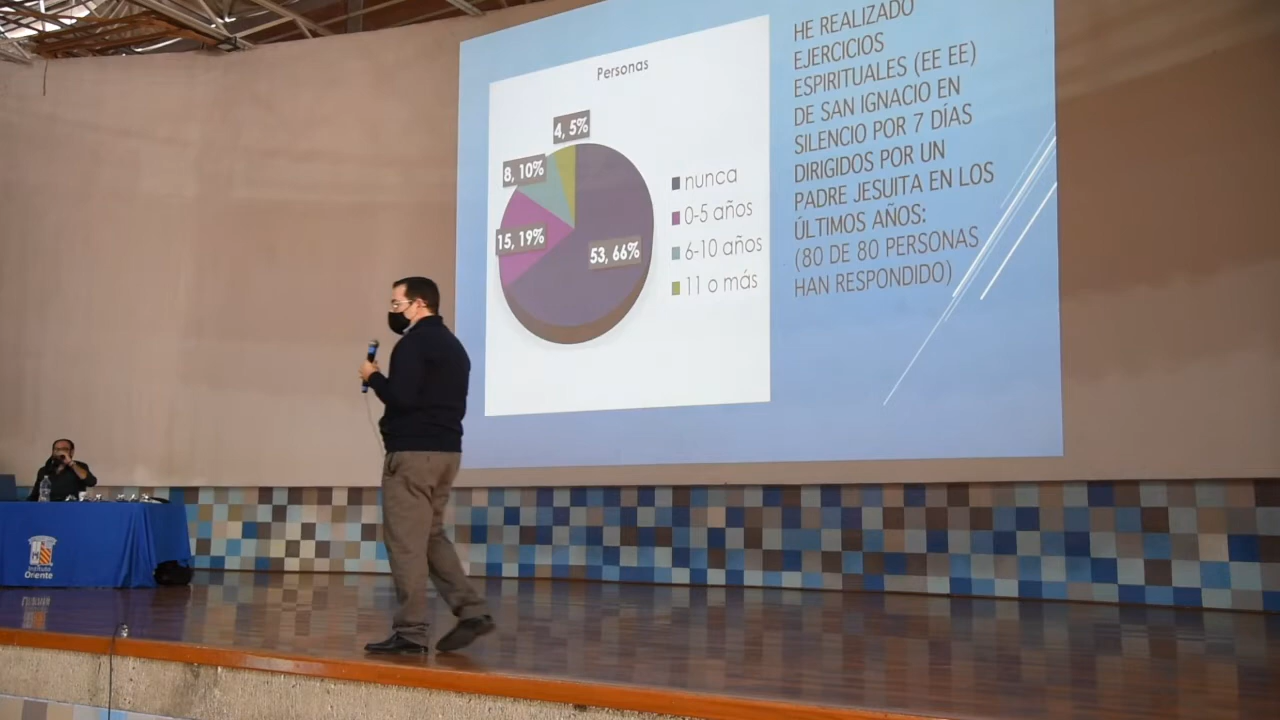 Personas
4, 5%
8, 10%
15, 19%
53, 66%
nunca
0-5 años
6-10 años
11 o más
HE REALIZADO
EJERCICIOS
ESPIRITUALES (EE EE)
DE SAN IGNACIO EN
SILENCIO POR 7 DÍAS
DIRIGIDOS POR UN
PADRE JESUITA EN LOS
ÚLTIMOS AÑOS:
(80 DE 80 PERSONAS
HAN RESPONDIDO)
Instituto
Oriente